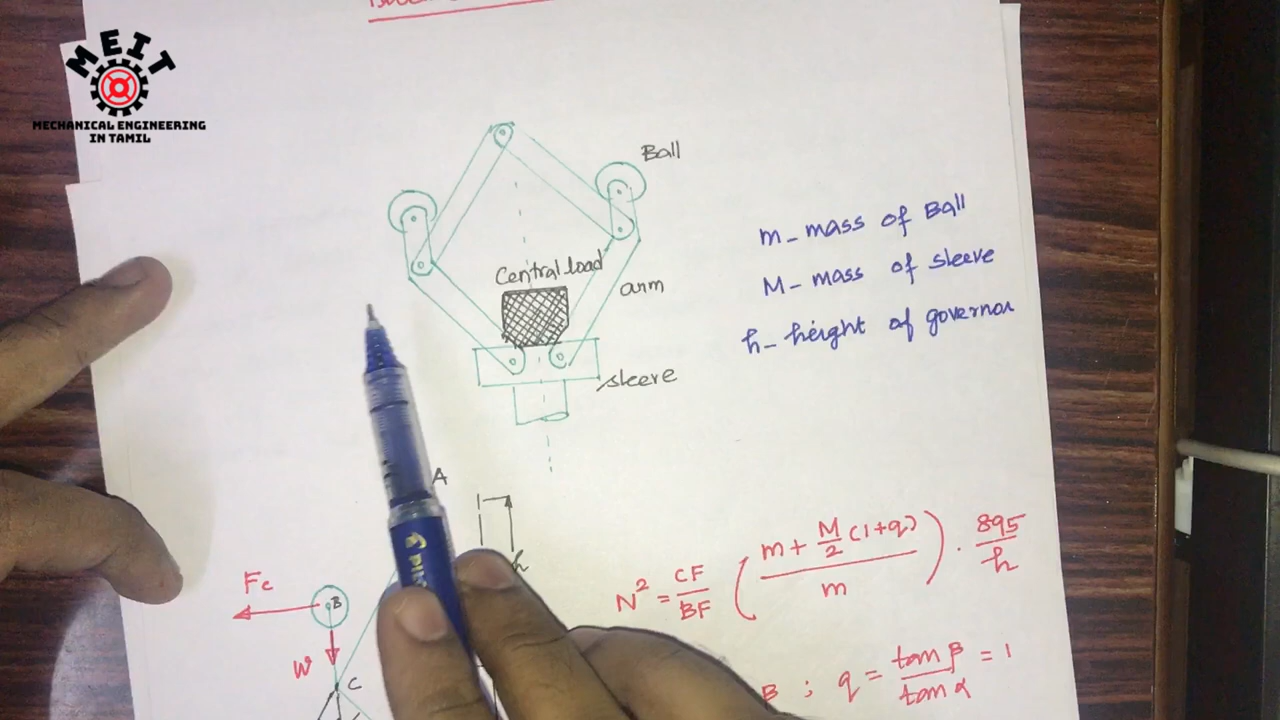 MEIT
MECHANICAL ENGINEERING
IN TAMIL
Ball
Central load
arm
sleeve
m - mass of Ball
M - mass of sleeve
h - height of governor
A
h
Fc
B
W
C
N² = CF/BF ( (m + M/2 (1+q)) / m ) · 895/h
B ; q = tan β / tan α = 1